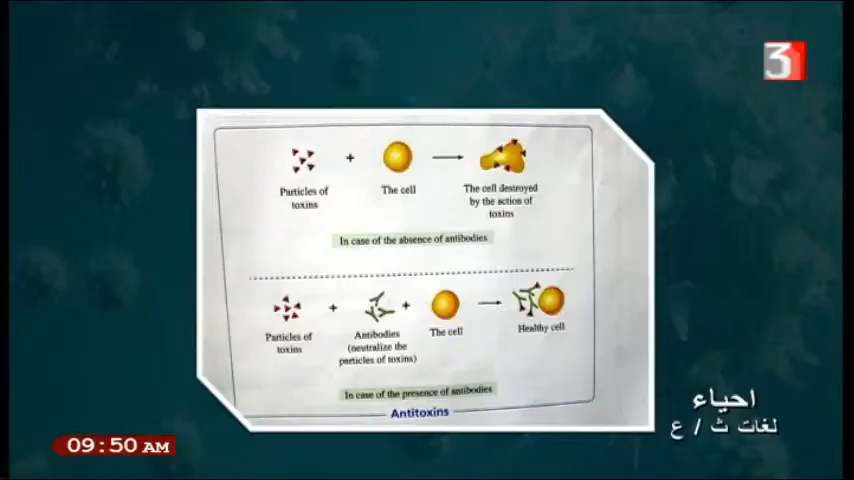 3
Particles of
toxins
+
The cell
The cell destroyed
by the action of
toxins
In case of the absence of antibodies
Particles of
toxins
+
Antibodies
(neutralize the
particles of toxins)
+
The cell
Healthy cell
In case of the presence of antibodies
Antitoxins
احياء
لغات ث / ع
09:50 AM